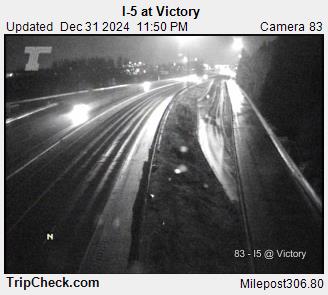 I-5 at Victory
Updated Dec 31 2024 11:50 PM Camera 83
N
83 - I5 @ Victory
TripCheck.com Milepost306.80